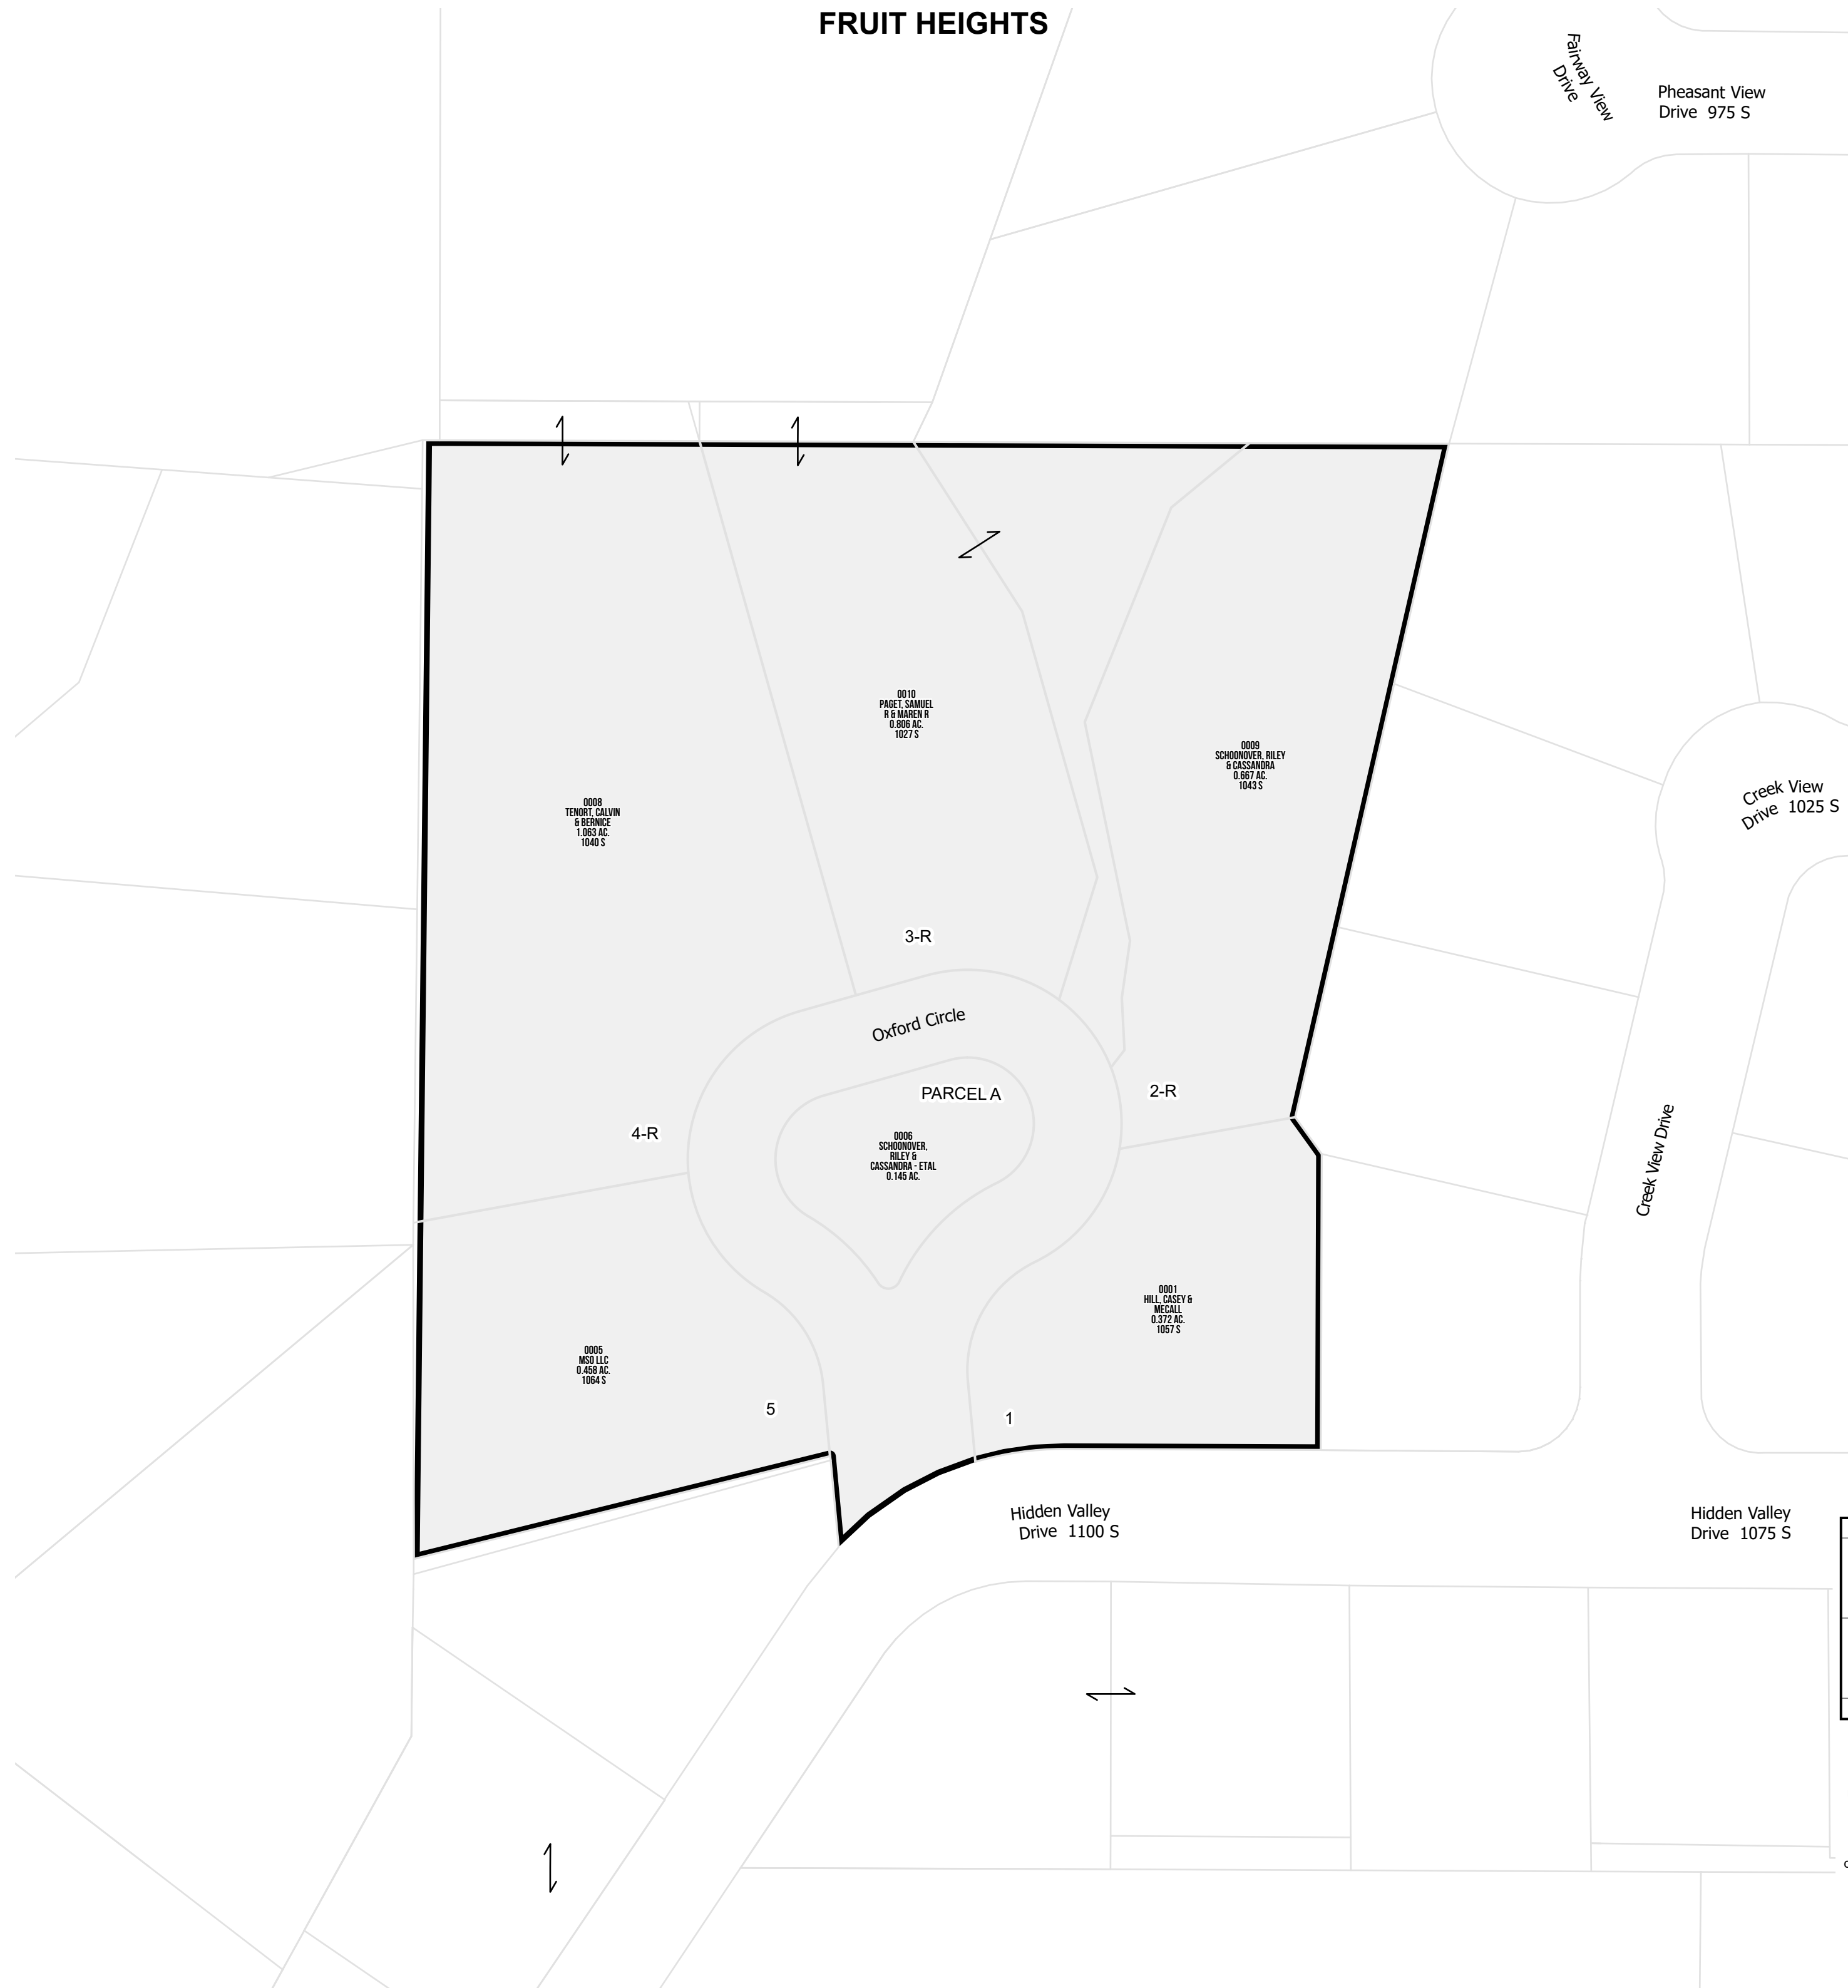 FRUIT HEIGHTS
Fairway View
Drive
Pheasant View
Drive 975 S
0010
PAGET, SAMUEL
R & MAREN R
0.806 AC.
1027 S
0009
SCHOONOVER, RILEY
& CASSANDRA
0.667 AC.
1043 S
0008
TENORT, CALVIN
& BERNICE
1.063 AC.
1040 S
Creek View
Drive 1025 S
3-R
Oxford Circle
PARCEL A
2-R
4-R
0006
SCHOONOVER,
RILEY &
CASSANDRA - ETAL
0.145 AC.
Creek View Drive
0001
HILL, CASEY &
MECALL
0.372 AC.
1057 S
0005
MSO LLC
0.458 AC.
1064 S
5
1
Hidden Valley
Drive 1100 S
Hidden Valley
Drive 1075 S